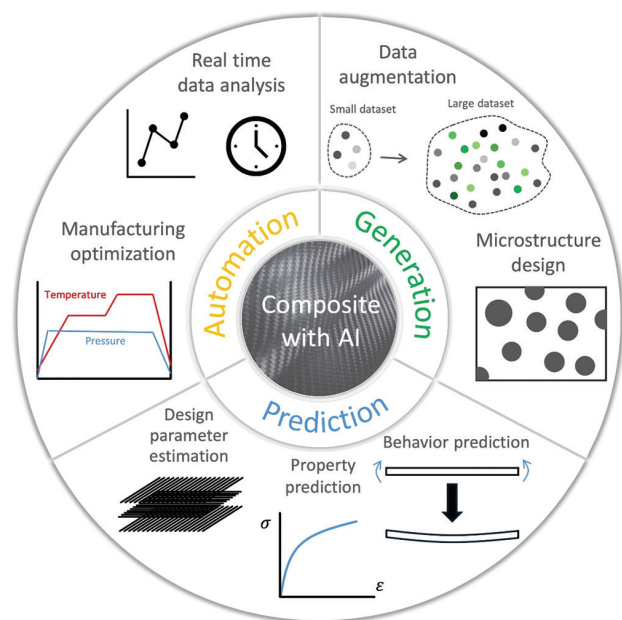 Real time
data analysis
Data
augmentation
Small dataset
Large dataset
Manufacturing
optimization
Temperature
Pressure
Automation
Generation
Microstructure
design
Composite
with AI
Prediction
Design
parameter
estimation
Property
prediction
σ
ε
Behavior prediction